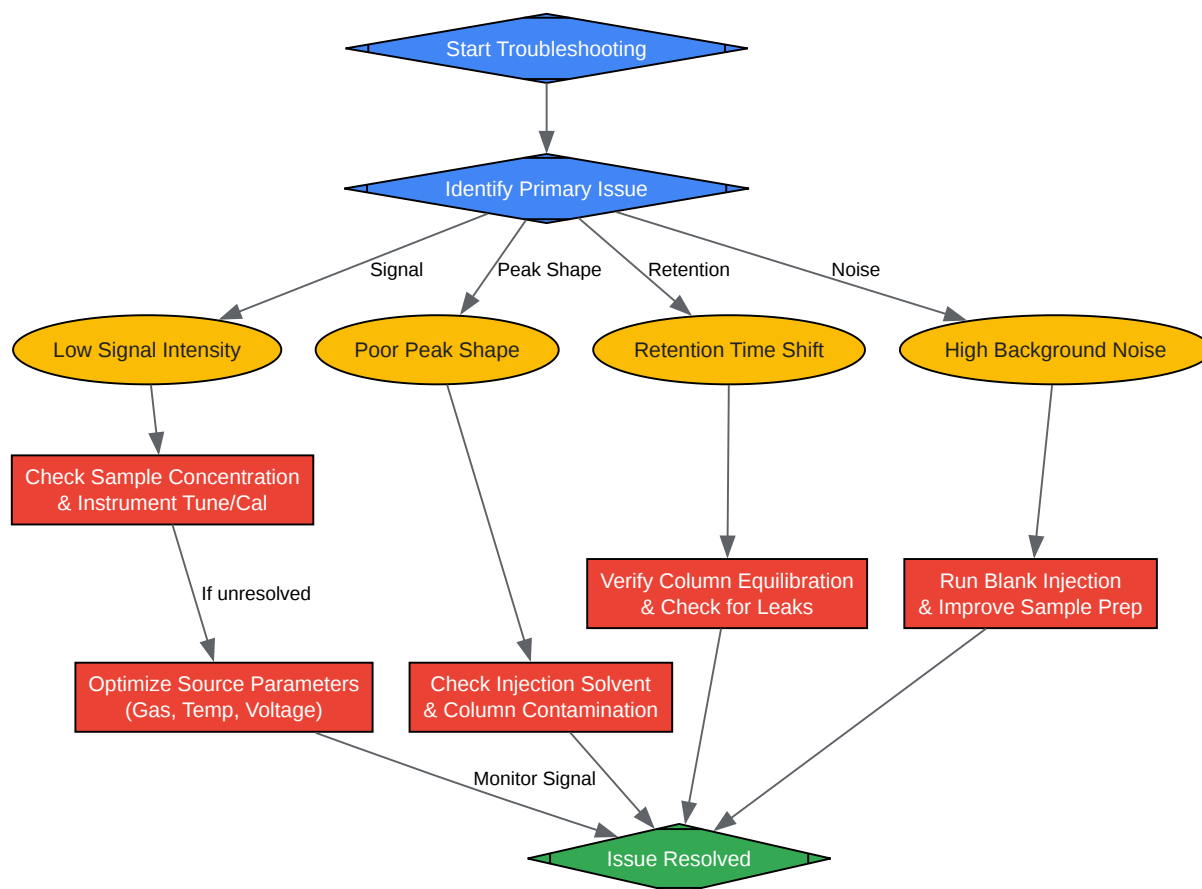 Start Troubleshooting
Identify Primary Issue
Signal
Peak Shape
Retention
Noise
Low Signal Intensity
Poor Peak Shape
Retention Time Shift
High Background Noise
Check Sample Concentration
& Instrument Tune/Cal
If unresolved
Verify Column Equilibration
& Check for Leaks
Run Blank Injection
& Improve Sample Prep
Optimize Source Parameters
(Gas, Temp, Voltage)
Check Injection Solvent
& Column Contamination
Monitor Signal
Issue Resolved